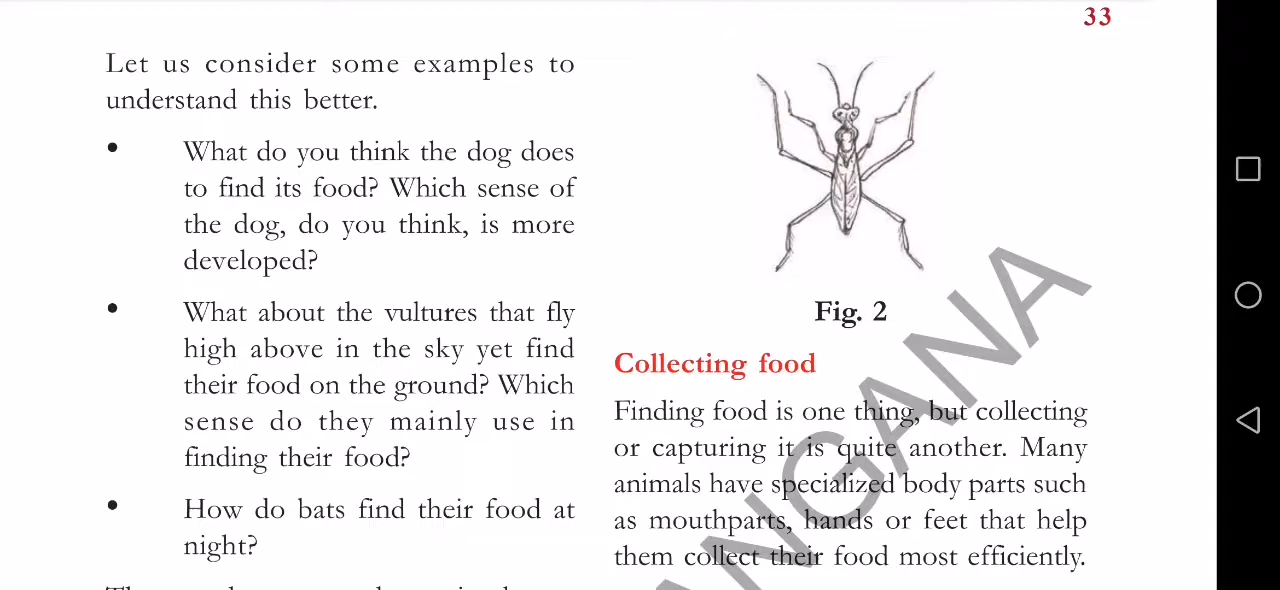 33
Let us consider some examples to
understand this better.
• What do you think the dog does
to find its food? Which sense of
the dog, do you think, is more
developed?
• What about the vultures that fly
high above in the sky yet find
their food on the ground? Which
sense do they mainly use in
finding their food?
• How do bats find their food at
night?
Fig. 2
Collecting food
Finding food is one thing, but collecting
or capturing it is quite another. Many
animals have specialized body parts such
as mouthparts, hands or feet that help
them collect their food most efficiently.
ANGANA